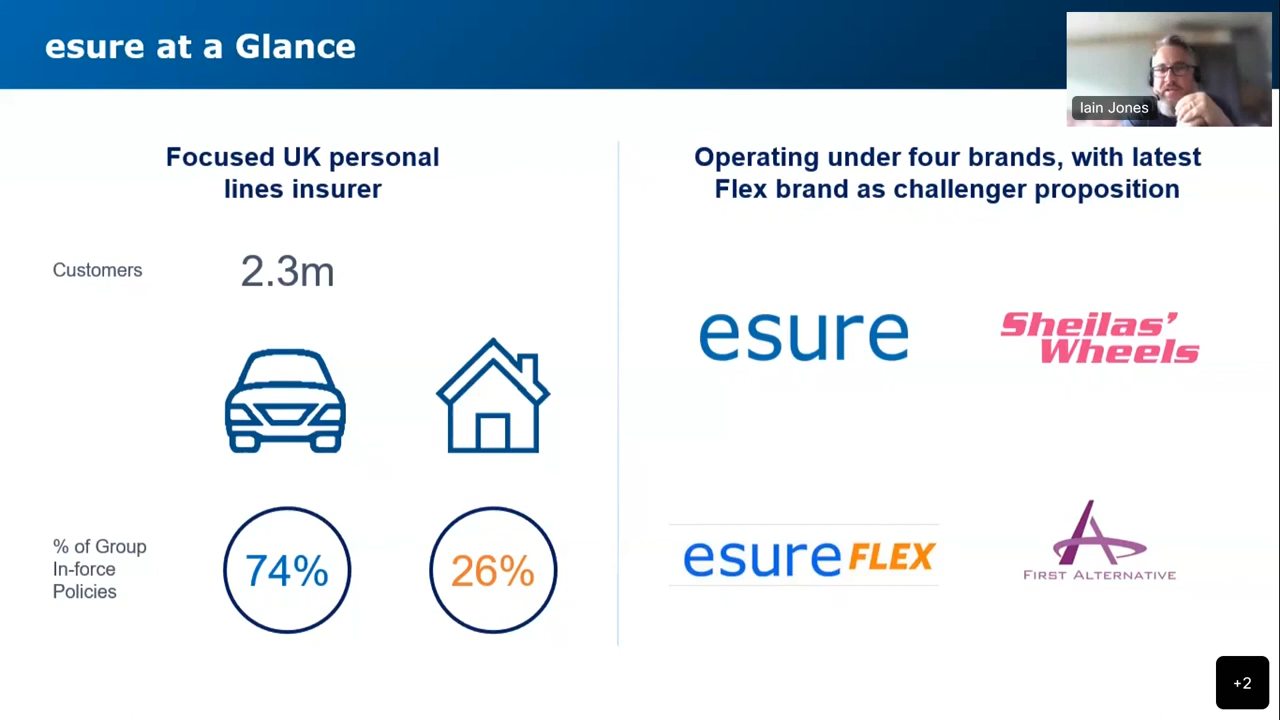 esure at a Glance
Iain Jones
Focused UK personal
lines insurer
Customers
2.3m
% of Group
In-force
Policies
74%
26%
Operating under four brands, with latest
Flex brand as challenger proposition
esure
Sheilas'
Wheels
esure FLEX
FIRST ALTERNATIVE
+2